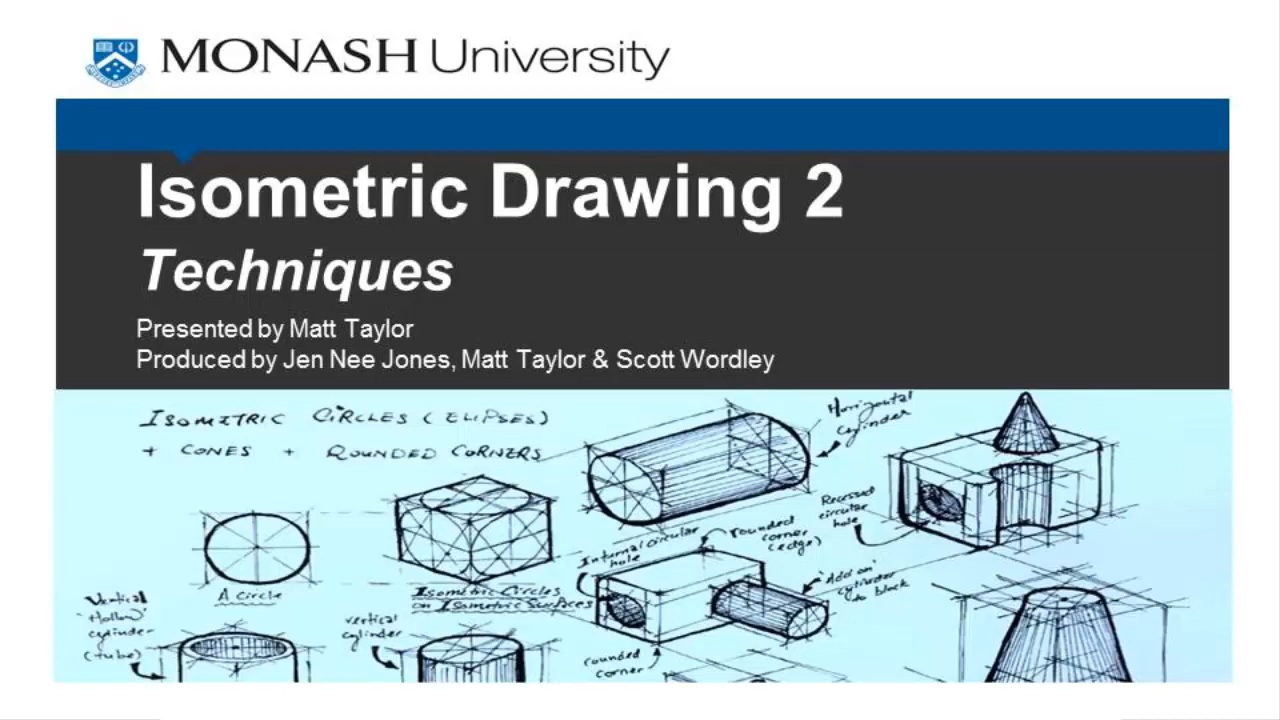 MONASH University
Isometric Drawing 2
Techniques
Presented by Matt Taylor
Produced by Jen Nee Jones, Matt Taylor & Scott Wordley
ISOMETRIC CIRCLES (ELIPSES)
+ CONES + ROUNDED CORNERS
Horizontal
cylinder
Recessed
circular
hole
Internal circular
hole
rounded
corner
(edge)
A Circle
Isometric Circles
on Isometric Surfaces
"Add on"
cylinder
to block
Vertical
"Hollow"
cylinder
(tube)
vertical
cylinder
rounded
corner